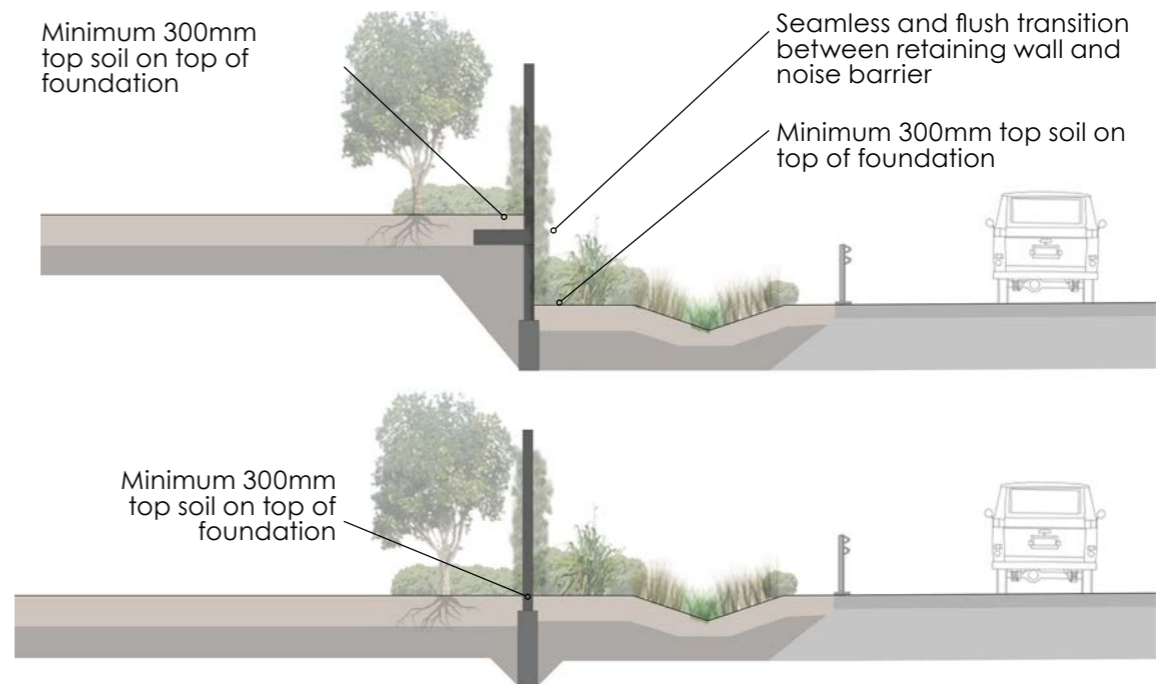 Minimum 300mm
top soil on top of
foundation
Seamless and flush transition
between retaining wall and
noise barrier
Minimum 300mm top soil on
top of foundation
Minimum 300mm
top soil on top of
foundation